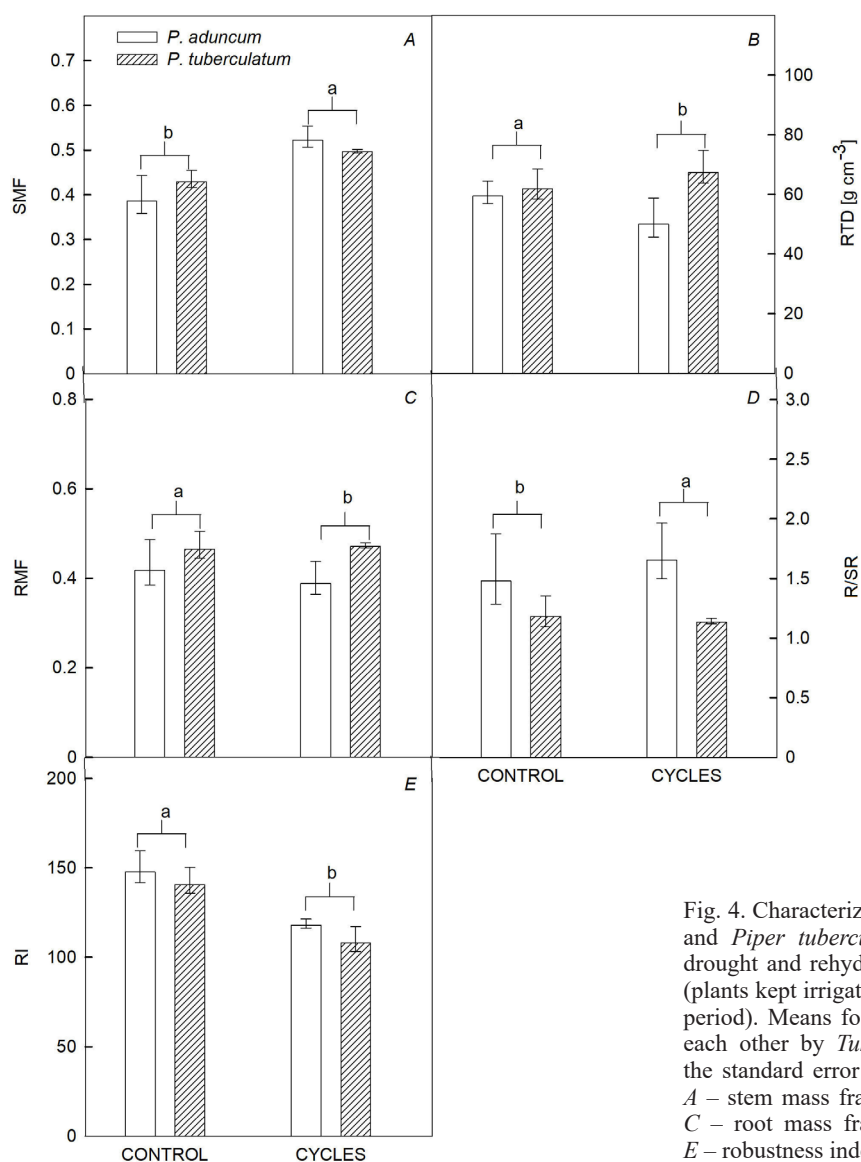 P. aduncum
P. tuberculatum
A
0.7
0.6
0.5
0.4
0.3
0.2
0.1
0
SMF
b
a
B
100
80
60
40
20
0
RTD [g cm-3]
a
b
C
0.8
0.6
0.4
0.2
0
RMF
a
b
D
3.0
2.5
2.0
1.5
1.0
0.5
0
R/SR
b
a
CONTROL CYCLES
E
200
150
100
50
0
RI
a
b
CONTROL CYCLES
Fig. 4. Characteriz
and Piper tubercu
drought and rehyd
(plants kept irrigat
period). Means fo
each other by Tu
the standard error
A – stem mass fra
C – root mass fra
E – robustness ind